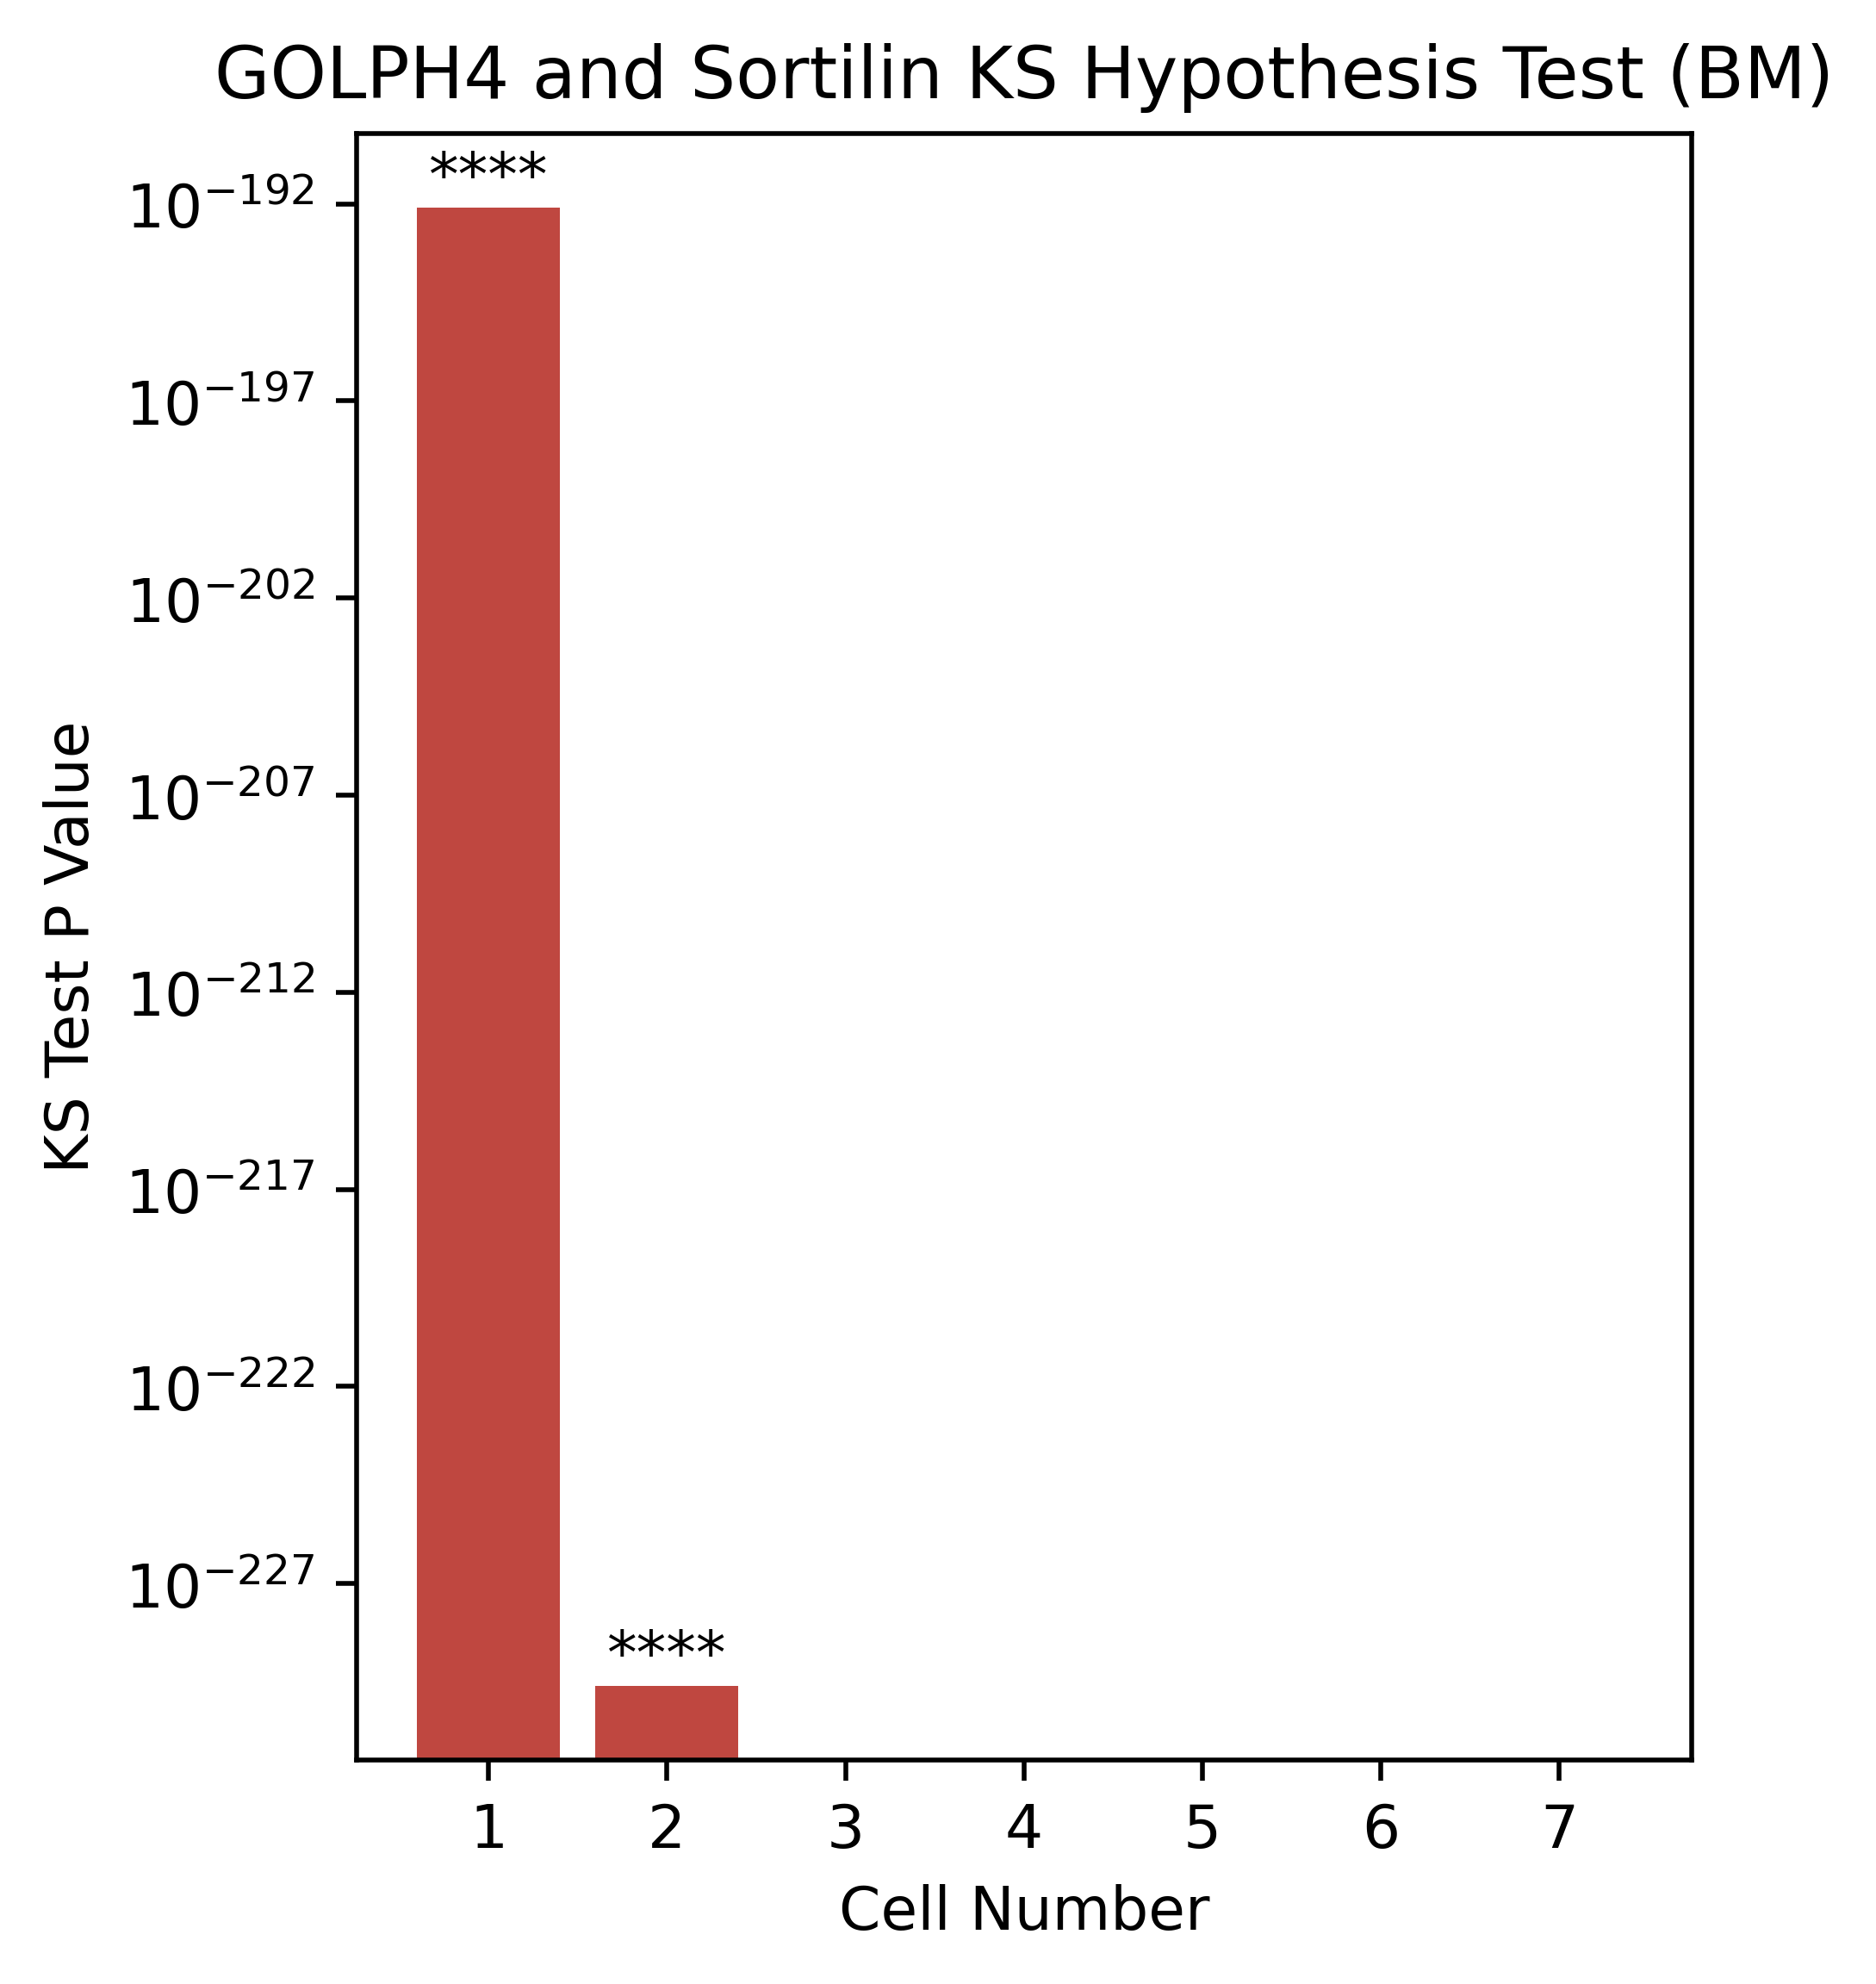 GOLPH4 and Sortilin KS Hypothesis Test (BM)
****
10⁻¹⁹²
10⁻¹⁹⁷
10⁻²⁰²
10⁻²⁰⁷
10⁻²¹²
10⁻²¹⁷
10⁻²²²
10⁻²²⁷
KS Test P Value
****
1 2 3 4 5 6 7
Cell Number